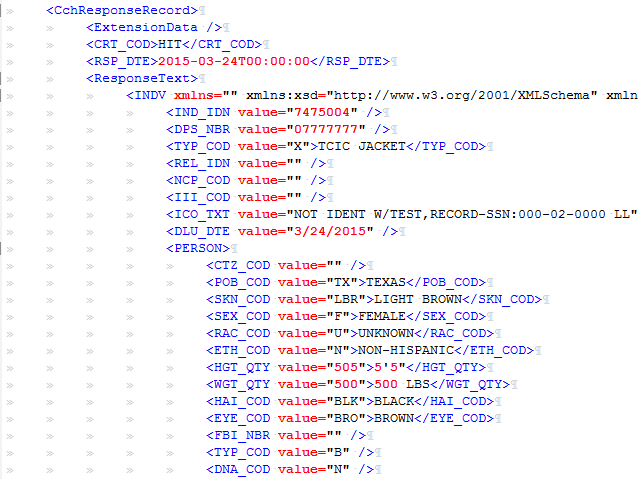 <CchResponseRecord>
<ExtensionData />
<CRT_COD>HIT</CRT_COD>
<RSP_DTE>2015-03-24T00:00:00</RSP_DTE>
<ResponseText>
<INDV xmlns="" xmlns:xsd="http://www.w3.org/2001/XMLSchema" xmln
<IND_IDN value="7475004" />
<DPS_NBR value="07777777" />
<TYP_COD value="X">TCIC JACKET</TYP_COD>
<REL_IDN value="" />
<NCP_COD value="" />
<III_COD value="" />
<ICO_TXT value="NOT IDENT W/TEST,RECORD-SSN:000-02-0000 LL"
<DLU_DTE value="3/24/2015" />
<PERSON>
<CTZ_COD value="" />
<POB_COD value="TX">TEXAS</POB_COD>
<SKN_COD value="LBR">LIGHT BROWN</SKN_COD>
<SEX_COD value="F">FEMALE</SEX_COD>
<RAC_COD value="U">UNKNOWN</RAC_COD>
<ETH_COD value="N">NON-HISPANIC</ETH_COD>
<HGT_QTY value="505">5'5"</HGT_QTY>
<WGT_QTY value="500">500 LBS</WGT_QTY>
<HAI_COD value="BLK">BLACK</HAI_COD>
<EYE_COD value="BRO">BROWN</EYE_COD>
<FBI_NBR value="" />
<TYP_COD value="B" />
<DNA_COD value="N" />